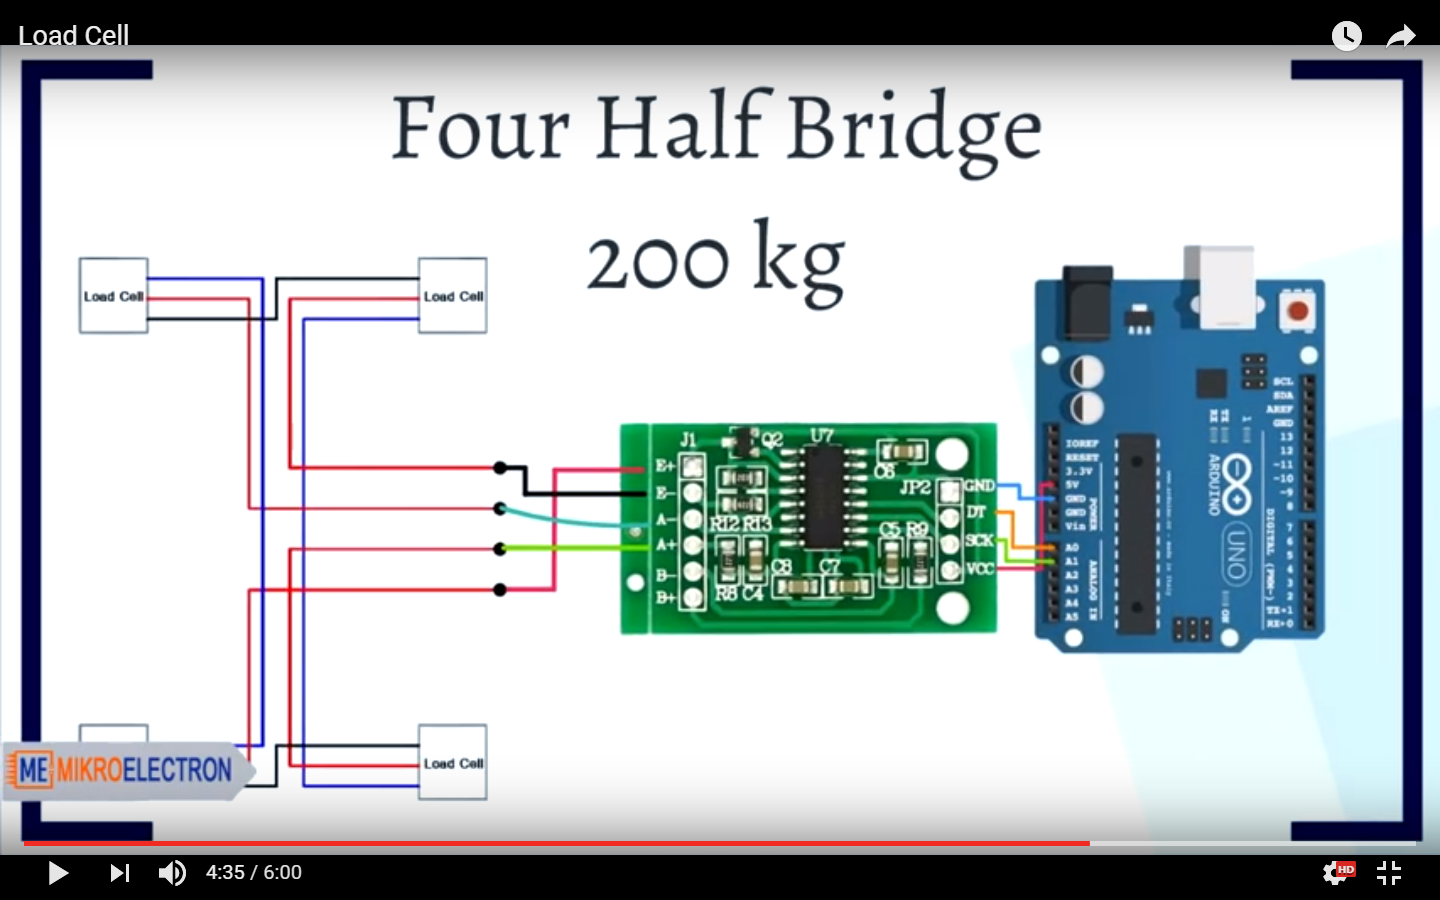 Load Cell
Four Half Bridge
200 kg
Load Cell
Load Cell
J1
Q2
U7
C6
E+
E-
A-
A+
B-
B+
R12 R13
R8 C4
C8
C7
C5 R9
JP2
GND
DT
SCK
VCC
IOREF
RESET
3.3V
5V
GND
GND
Vin
POWER
A0
A1
A2
A3
A4
A5
ANALOG IN
SCL
SDA
AREF
GND
13
12
~11
~10
~9
8
7
~6
~5
4
~3
2
TX→1
RX←0
DIGITAL (PWM~)
TX
RX
L
ARDUINO
UNO
ON
Load Cell
ME MIKROELECTRON
4:35 / 6:00
HD